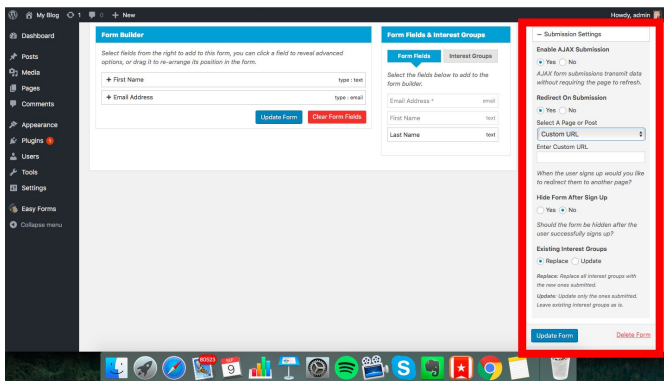 My Blog 1 0 + New Howdy, admin
Dashboard
Posts
Media
Pages
Comments
Appearance
Plugins 1
Users
Tools
Settings
Easy Forms
Collapse menu
Form Builder
Select fields from the right to add to this form, you can click a field to reveal advanced
options, or drag it to re-arrange its position in the form.
+ First Name type : text
+ Email Address type : email
Update Form Clear Form Fields
Form Fields & Interest Groups
Form Fields Interest Groups
Select the fields below to add to the
form builder.
Email Address * email
First Name text
Last Name text
– Submission Settings
Enable AJAX Submission
Yes No
AJAX form submissions transmit data
without requiring the page to refresh.
Redirect On Submission
Yes No
Select A Page or Post
Custom URL
Enter Custom URL
When the user signs up would you like
to redirect them to another page?
Hide Form After Sign Up
Yes No
Should the form be hidden after the
user successfully signs up?
Existing Interest Groups
Replace Update
Replace: Replace all interest groups with
the new ones submitted.
Update: Update only the ones submitted.
Leave existing interest groups as is.
Update Form Delete Form
80523
SEP
9